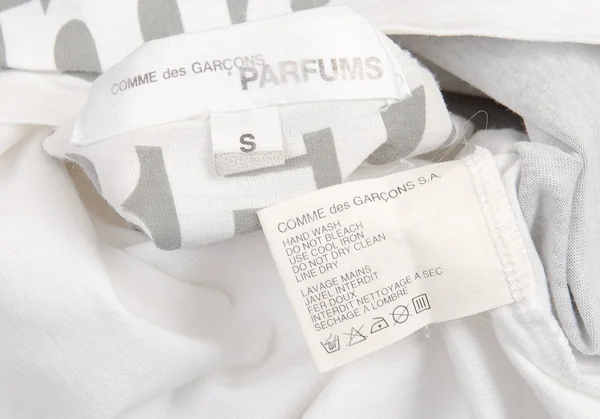 COMME des GARÇONS
PARFUMS
S
COMME des GARÇONS S.A.
HAND WASH
DO NOT BLEACH
USE COOL IRON
DO NOT DRY CLEAN
LINE DRY
LAVAGE MAINS
JAVEL INTERDIT
FER DOUX
INTERDIT NETTOYAGE A SEC
SECHAGE A LOMBRE